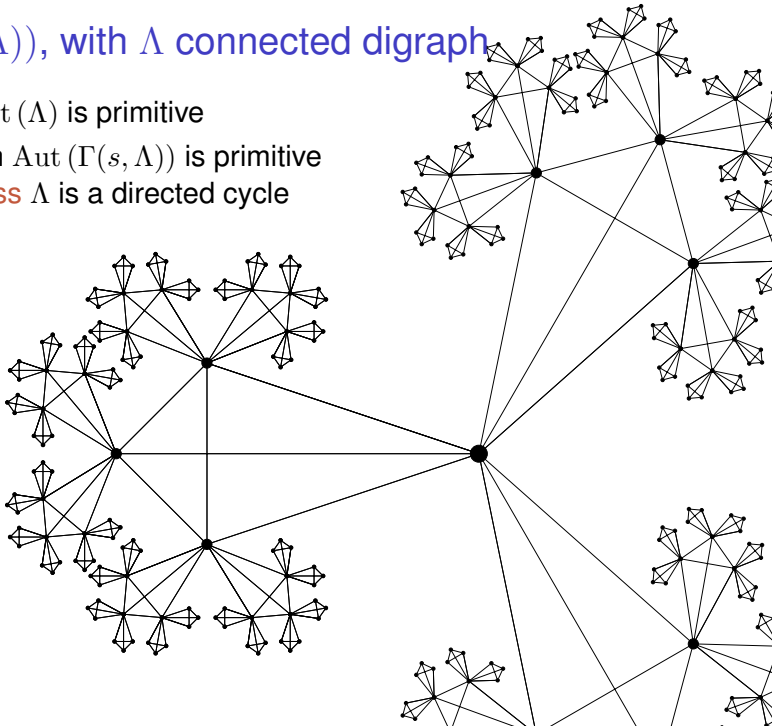 Λ)), with Λ connected digraph
t (Λ) is primitive
Aut (Γ(s, Λ)) is primitive
ss Λ is a directed cycle